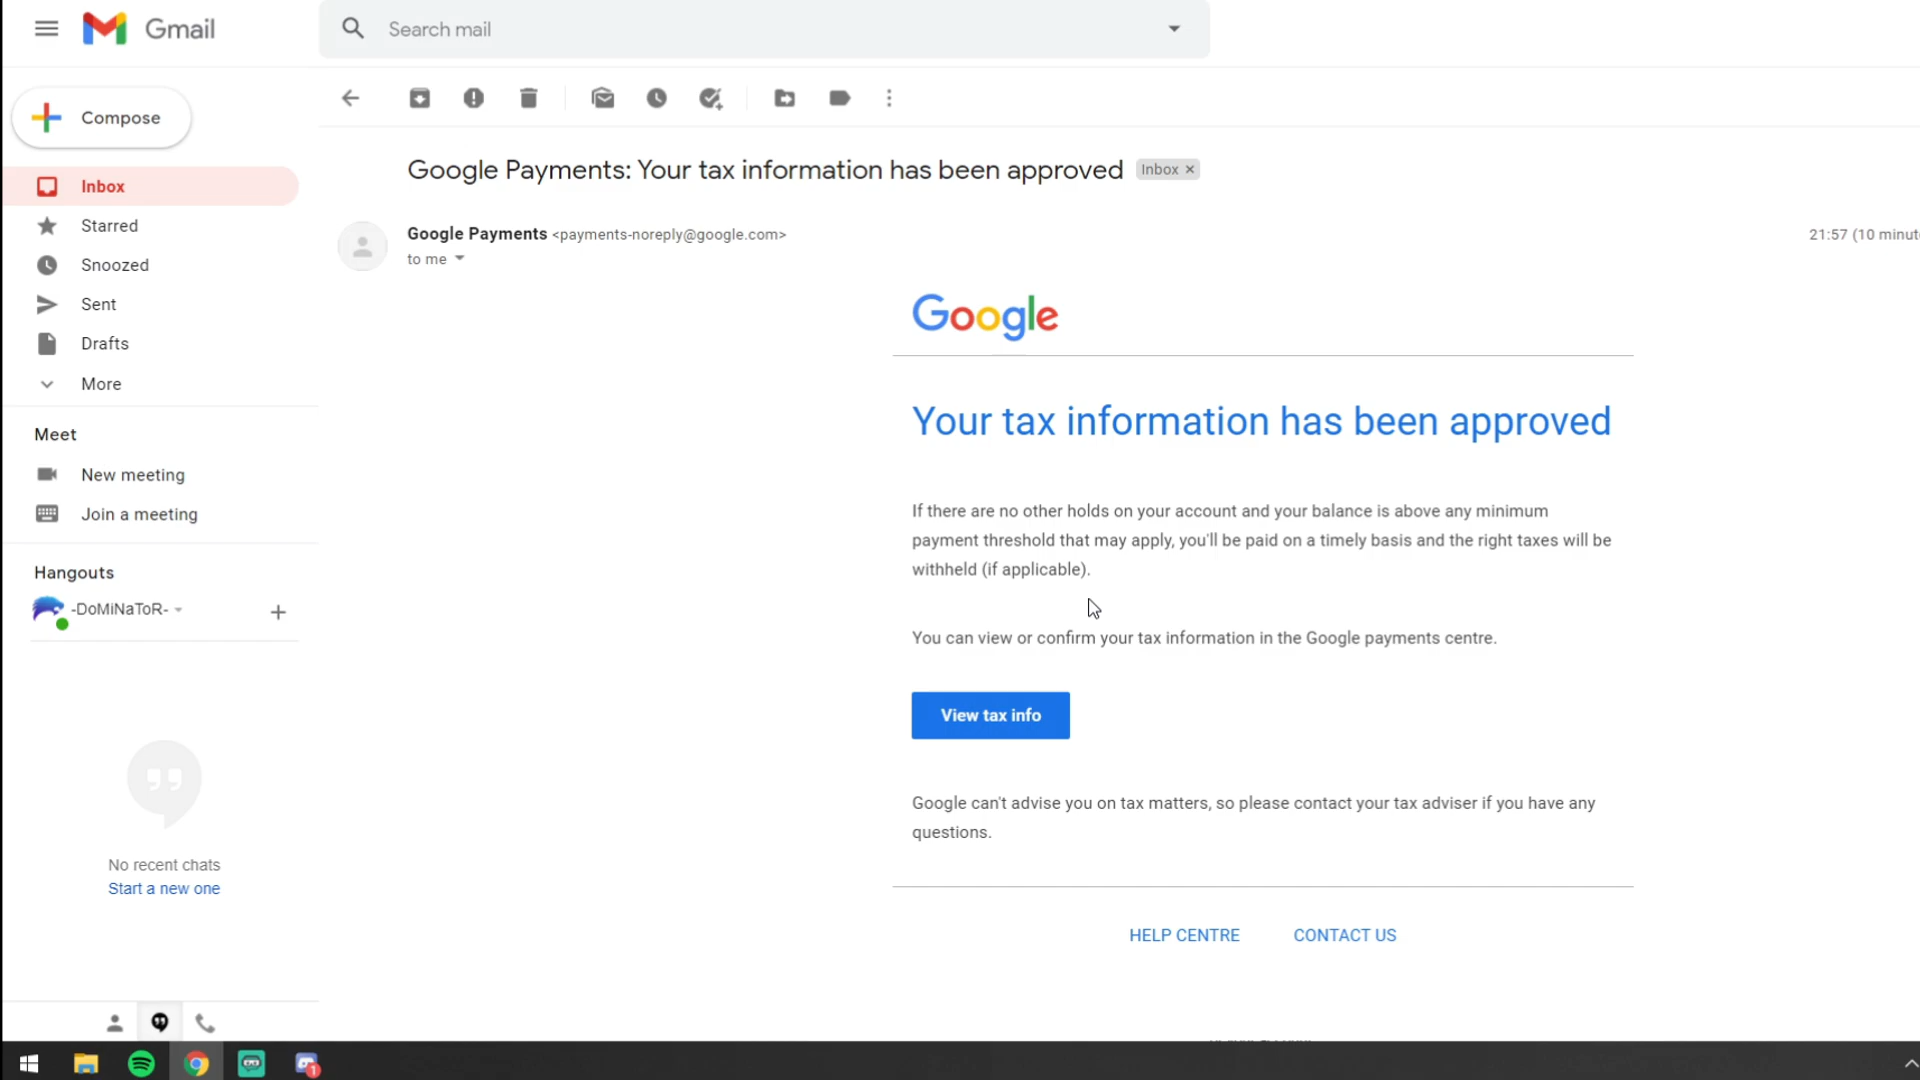 Gmail
Search mail
Compose
Inbox
Starred
Snoozed
Sent
Drafts
More
Meet
New meeting
Join a meeting
Hangouts
-DoMiNaToR-
No recent chats
Start a new one
Google Payments: Your tax information has been approved Inbox ×
Google Payments <payments-noreply@google.com>
21:57 (10 minut
to me
Google
Your tax information has been approved
If there are no other holds on your account and your balance is above any minimum
payment threshold that may apply, you'll be paid on a timely basis and the right taxes will be
withheld (if applicable).
You can view or confirm your tax information in the Google payments centre.
View tax info
Google can't advise you on tax matters, so please contact your tax adviser if you have any
questions.
HELP CENTRE CONTACT US
1